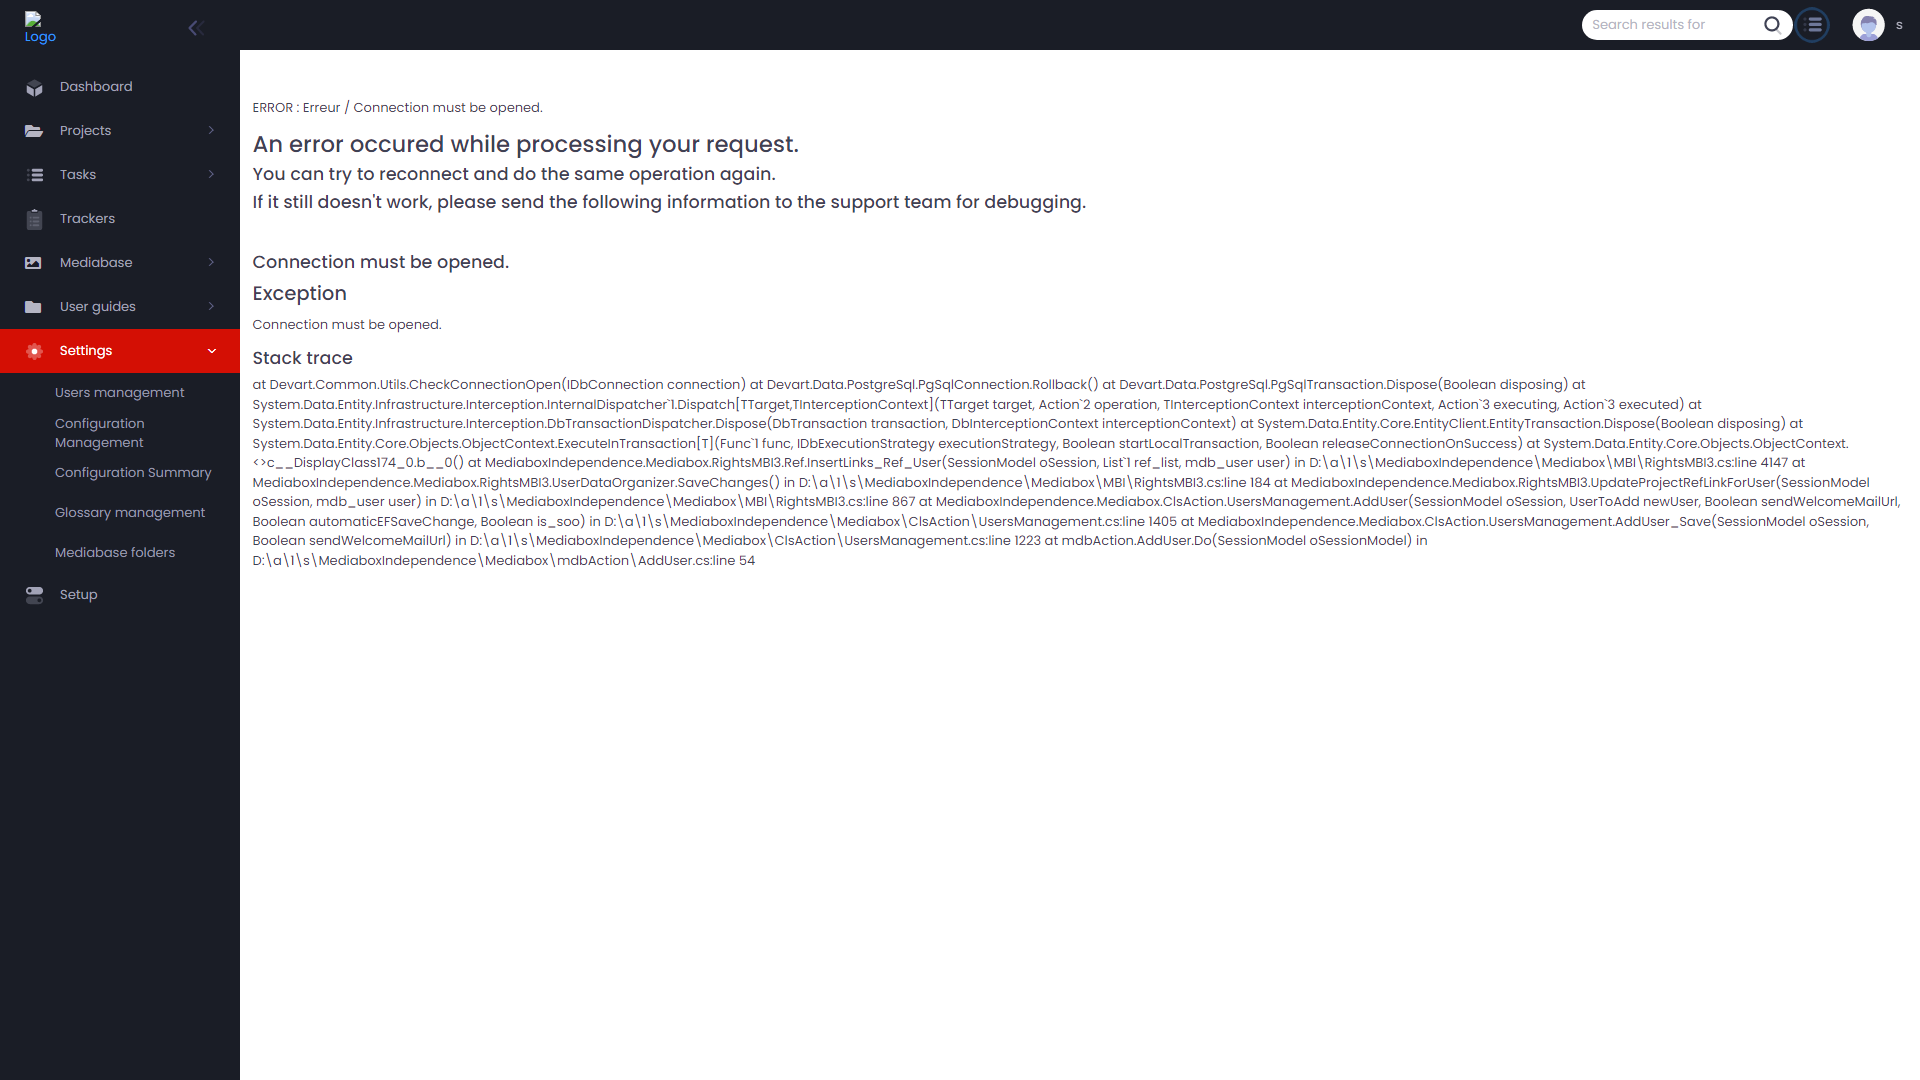 Logo
Search results for
s
Dashboard
Projects
Tasks
Trackers
Mediabase
User guides
Settings
Users management
Configuration
Management
Configuration Summary
Glossary management
Mediabase folders
Setup
ERROR : Erreur / Connection must be opened.
An error occured while processing your request.
You can try to reconnect and do the same operation again.
If it still doesn't work, please send the following information to the support team for debugging.
Connection must be opened.
Exception
Connection must be opened.
Stack trace
at Devart.Common.Utils.CheckConnectionOpen(IDbConnection connection) at Devart.Data.PostgreSql.PgSqlConnection.Rollback() at Devart.Data.PostgreSql.PgSqlTransaction.Dispose(Boolean disposing) at
System.Data.Entity.Infrastructure.Interception.InternalDispatcher`1.Dispatch[TTarget,TInterceptionContext](TTarget target, Action`2 operation, TInterceptionContext interceptionContext, Action`3 executing, Action`3 executed) at
System.Data.Entity.Infrastructure.Interception.DbTransactionDispatcher.Dispose(DbTransaction transaction, DbInterceptionContext interceptionContext) at System.Data.Entity.Core.EntityClient.EntityTransaction.Dispose(Boolean disposing) at
System.Data.Entity.Core.Objects.ObjectContext.ExecuteInTransaction[T](Func`1 func, IDbExecutionStrategy executionStrategy, Boolean startLocalTransaction, Boolean releaseConnectionOnSuccess) at System.Data.Entity.Core.Objects.ObjectContext.
<>c__DisplayClass174_0.b__0() at MediaboxIndependence.Mediabox.RightsMBI3.Ref.InsertLinks_Ref_User(SessionModel oSession, List`1 ref_list, mdb_user user) in D:\a\1\s\MediaboxIndependence\Mediabox\MBI\RightsMBI3.cs:line 4147 at
MediaboxIndependence.Mediabox.RightsMBI3.UserDataOrganizer.SaveChanges() in D:\a\1\s\MediaboxIndependence\Mediabox\MBI\RightsMBI3.cs:line 184 at MediaboxIndependence.Mediabox.RightsMBI3.UpdateProjectRefLinkForUser(SessionModel
oSession, mdb_user user) in D:\a\1\s\MediaboxIndependence\Mediabox\MBI\RightsMBI3.cs:line 867 at MediaboxIndependence.Mediabox.ClsAction.UsersManagement.AddUser(SessionModel oSession, UserToAdd newUser, Boolean sendWelcomeMailUrl,
Boolean automaticEFSaveChange, Boolean is_soo) in D:\a\1\s\MediaboxIndependence\Mediabox\ClsAction\UsersManagement.cs:line 1405 at MediaboxIndependence.Mediabox.ClsAction.UsersManagement.AddUser_Save(SessionModel oSession,
Boolean sendWelcomeMailUrl) in D:\a\1\s\MediaboxIndependence\Mediabox\ClsAction\UsersManagement.cs:line 1223 at mdbAction.AddUser.Do(SessionModel oSessionModel) in
D:\a\1\s\MediaboxIndependence\Mediabox\mdbAction\AddUser.cs:line 54